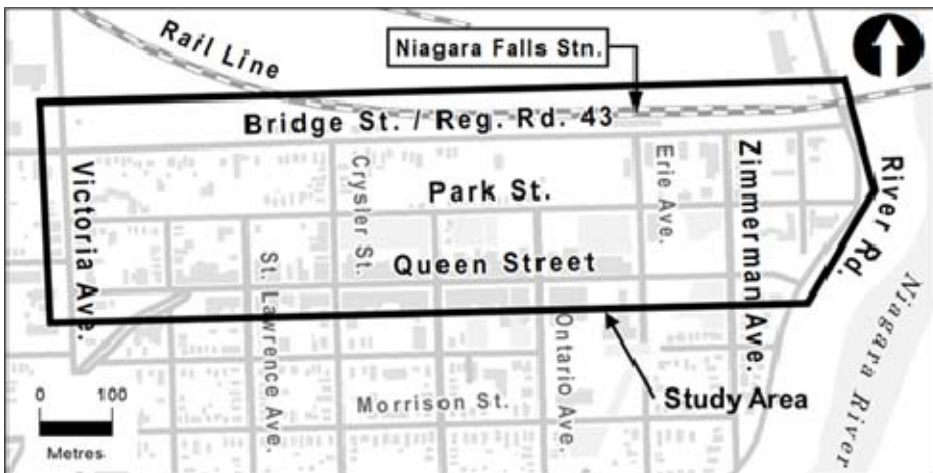 Rail Line
Niagara Falls Stn.
Bridge St. / Reg. Rd. 43
Victoria Ave.
Crysler St.
Park St.
Erie Ave.
Zimmerman Ave.
River Rd.
Queen Street
St. Lawrence Ave.
Ontario Ave.
Niagara River
Study Area
Morrison St.
0 100
Metres